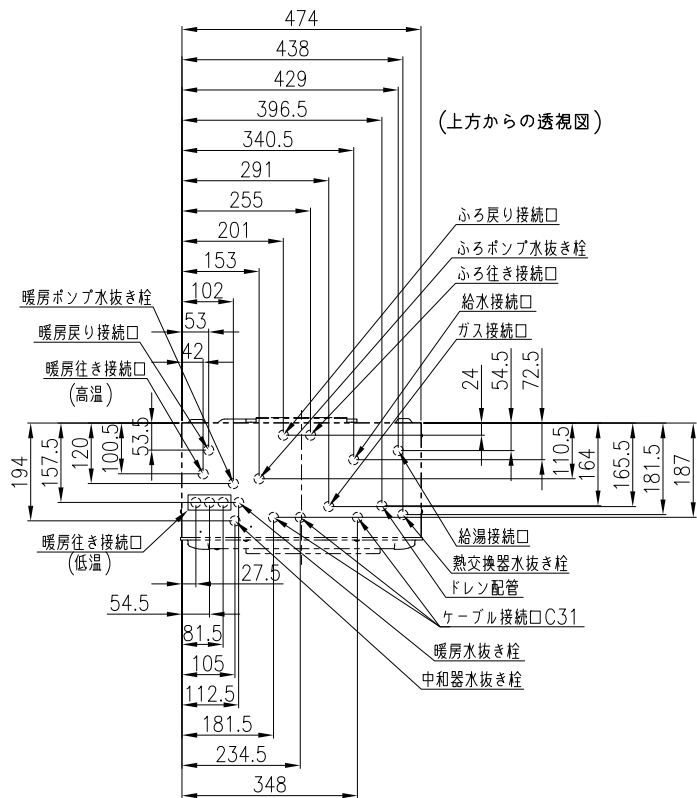 474
438
429
396.5
(上方からの透視図)
340.5
291
255
ふろ戻り接続口
201
ふろポンプ水抜き栓
153
ふろ往き接続口
暖房ポンプ水抜き栓
102
給水接続口
53
暖房戻り接続口
ガス接続口
42
暖房往き接続口
(高温)
24
54.5
72.5
194
157.5
120
100.5
53.5
110.5
164
165.5
181.5
187
暖房往き接続口
(低温)
給湯接続口
熱交換器水抜き栓
27.5
ドレン配管
54.5
ケーブル接続口C31
81.5
暖房水抜き栓
105
中和器水抜き栓
112.5
181.5
234.5
348